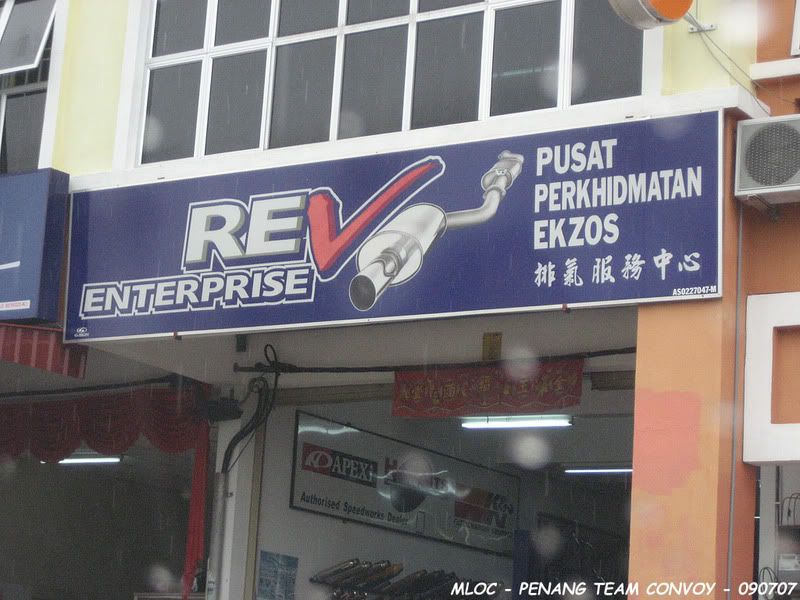 REV
ENTERPRISE
PUSAT
PERKHIDMATAN
EKZOS
排氣服務中心
AS0227047-M
APEXi
K&N
Authorised Speedworks Dealer
MLOC - PENANG TEAM CONVOY - 090707